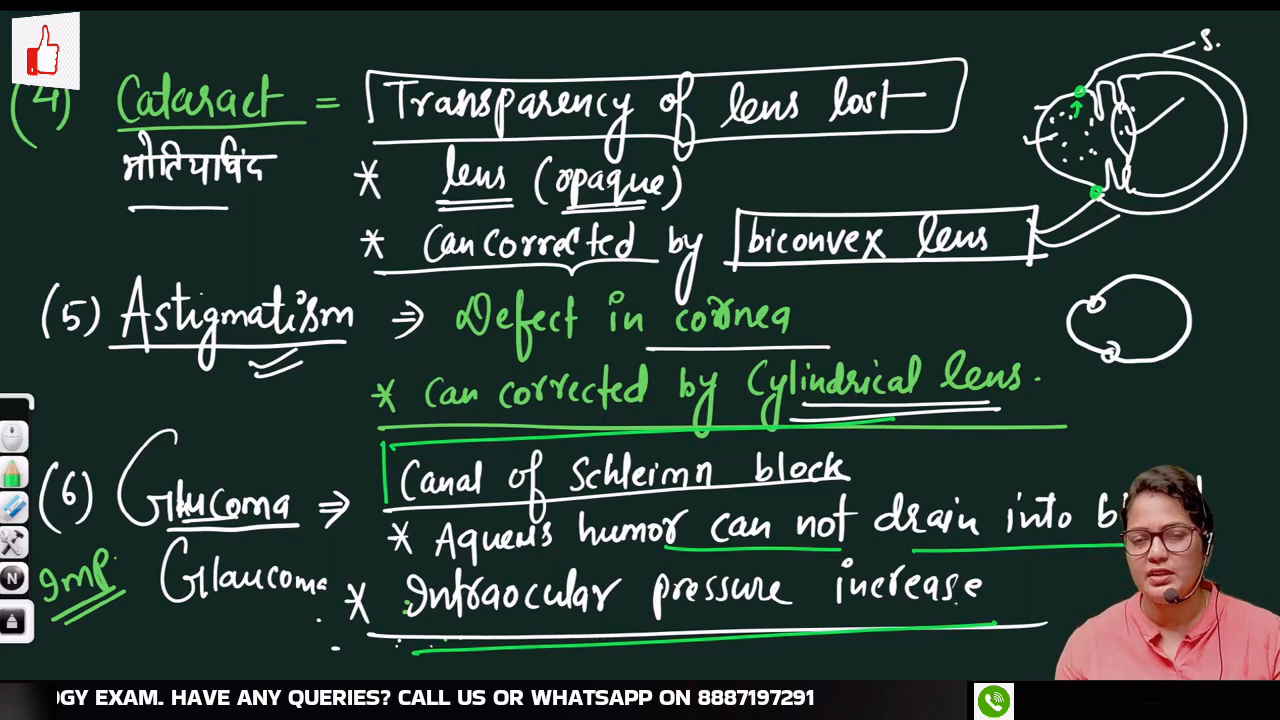 (4) Cataract = Transparency of lens lost
मोतियाबिंद
* lens (opaque)
* Can corrected by biconvex lens
S.
(5) Astigmatism ⇒ Defect in cornea
* can corrected by Cylindrical lens.
(6) Glucoma ⇒ Canal of Schleimn block
* Aqueus humor can not drain into
Imp. Glaucoma
* Intraocular pressure increase
N
OGY EXAM. HAVE ANY QUERIES? CALL US OR WHATSAPP ON 8887197291